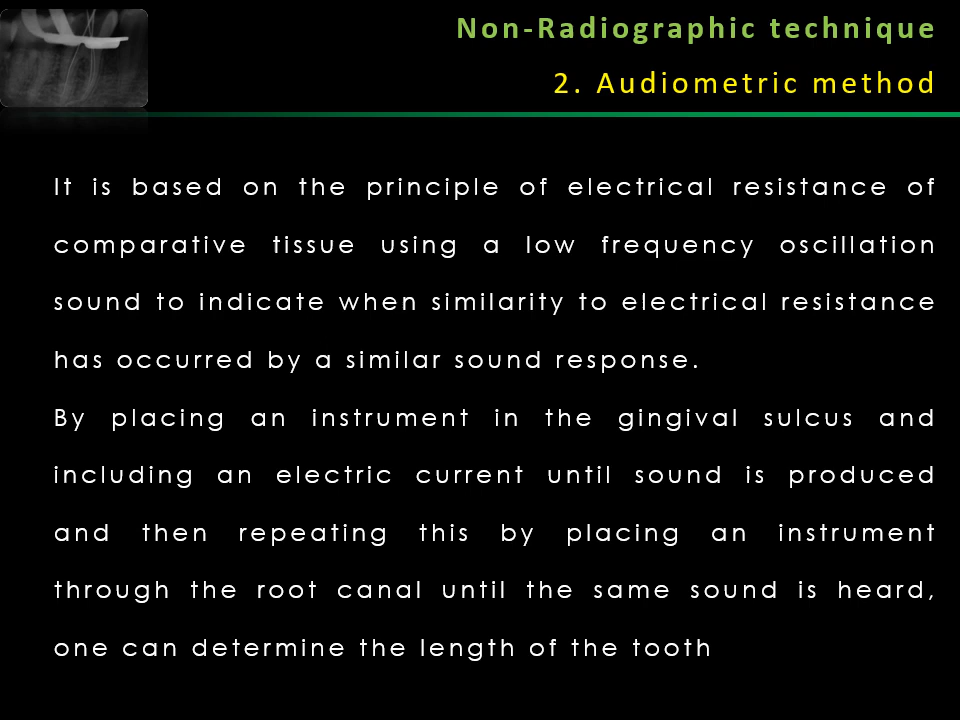 Non-Radiographic technique
2. Audiometric method
It is based on the principle of electrical resistance of
comparative tissue using a low frequency oscillation
sound to indicate when similarity to electrical resistance
has occurred by a similar sound response.
By placing an instrument in the gingival sulcus and
including an electric current until sound is produced
and then repeating this by placing an instrument
through the root canal until the same sound is heard,
one can determine the length of the tooth